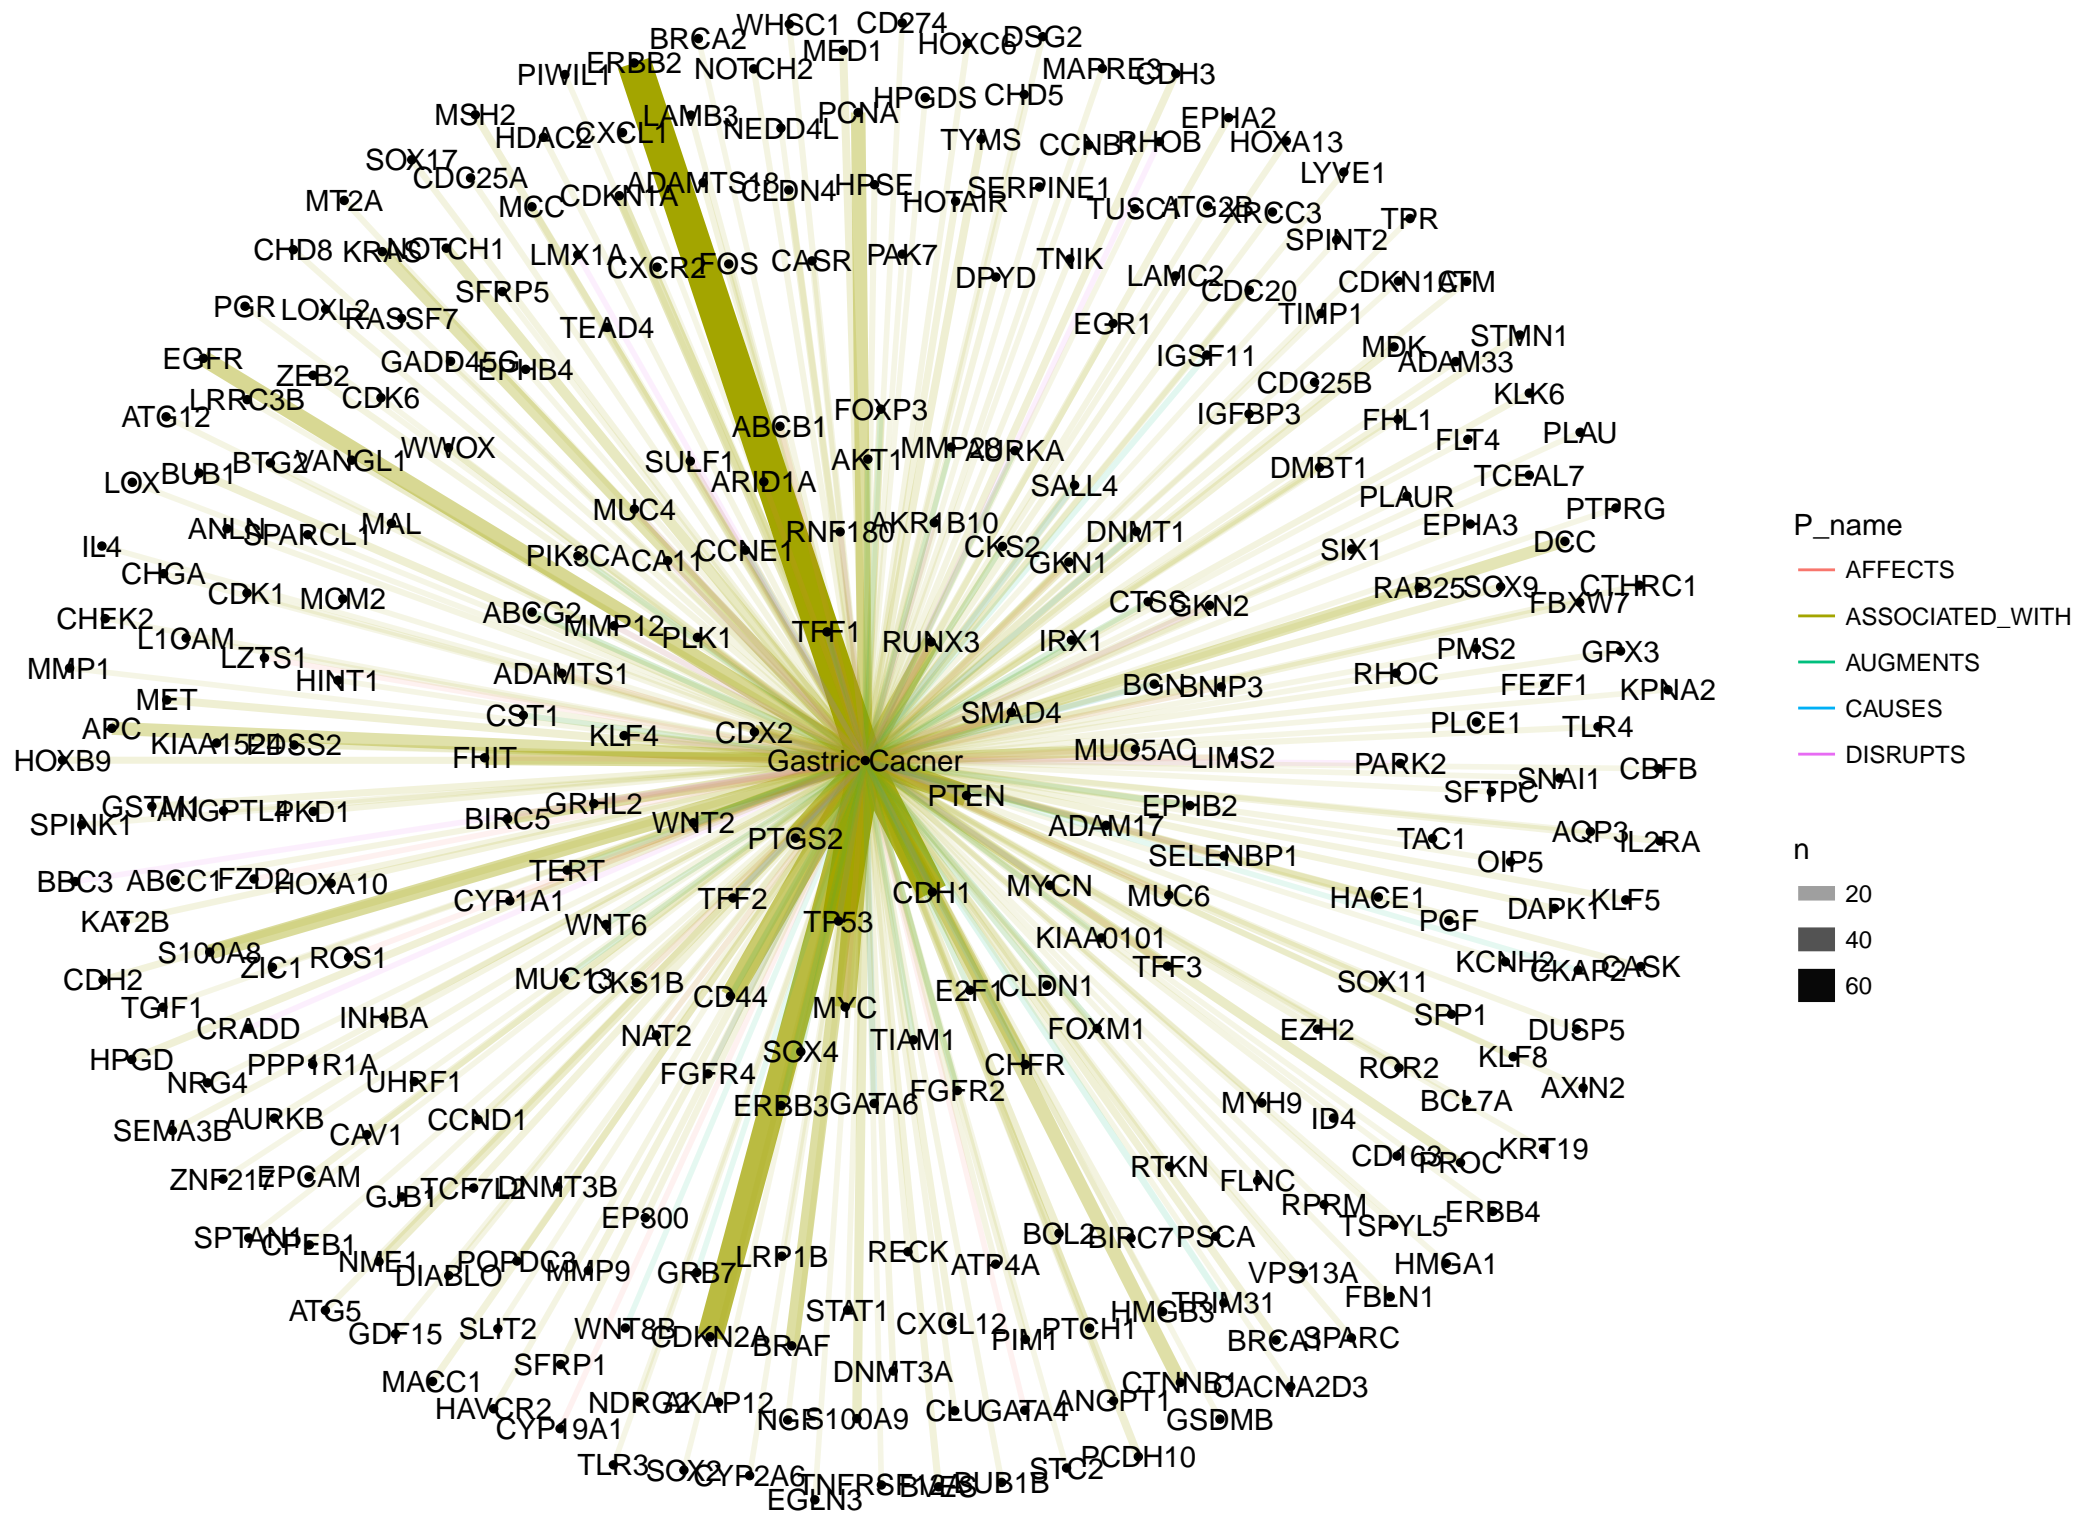 WHSC1
CD274
BRCA2
MED1
HOXC6
DSG2
ERBB2
NOTCH2
MAPRE3
CDH3
PIWIL1
HPGDS
CHD5
MSH2
LAMB3
PCNA
EPHA2
HDAC2
CXCL1
NEDD4L
TYMS
CCNB1
RHOB
HOXA13
SOX17
CDC25A
LYVE1
ADAMTS18
CLDN4
HPSE
SERPINE1
MT2A
MCC
CDKN1A
HOTAIR
TUSC1
ATG2B
XRCC3
TPR
SPINT2
CHD8
KRAS
NOTCH1
LMX1A
CXCR2
FOS
CASR
PAK7
TNIK
DPYD
LAMC2
CDC20
CDKN1C
ATM
SFRP5
PGR
LOXL2
RASSF7
TEAD4
EGR1
TIMP1
STMN1
EGFR
ZEB2
GADD45G
EPHB4
IGSF11
MDK
ADAM33
CDC25B
LRRC3B
CDK6
KLK6
ATG12
FOXP3
IGFBP3
FHL1
ABCB1
PLAU
FLT4
WWOX
MMP28
AURKA
BUB1
BTG2
VANGL1
SULF1
AKT1
DMBT1
TCEAL7
LOX
ARID1A
SALL4
PLAUR
PTPRG
MUC4
ANLN
SPARCL1
MAL
RNF180
AKR1B10
DNMT1
EPHA3
IL4
PIK3CA
CA11
CCNE1
CKS2
GKN1
SIX1
DCC
CHGA
CDK1
MCM2
CTSS
GKN2
RAB25
SOX9
CTHRC1
FBXW7
CHEK2
L1CAM
ABCG2
MMP12
PLK1
TFF1
RUNX3
IRX1
PMS2
GPX3
MMP1
LZTS1
HINT1
ADAMTS1
BGN
BNIP3
RHOC
FEZF1
KPNA2
MET
CST1
SMAD4
PLCE1
TLR4
APC
KIAA1524
PDSS2
KLF4
CDX2
HOXB9
FHIT
Gastric Cacner
MUC5AC
LIMS2
PARK2
SNAI1
CBFB
SFTPC
GSTM1
ANGPTL4
PKD1
GRHL2
PTEN
EPHB2
SPINK1
BIRC5
WNT2
PTGS2
ADAM17
TAC1
AQP3
IL2RA
SELENBP1
OIP5
BBC3
ABCC1
FZD2
HOXA10
TERT
MYCN
MUC6
CYP1A1
TFF2
CDH1
HACE1
DAPK1
KLF5
KAT2B
WNT6
TP53
PGF
S100A8
ZIC1
ROS1
KIAA0101
TFF3
KCNH2
CKAP2
CASK
CDH2
MUC13
CKS1B
CD44
E2F1
CLDN1
SOX11
TGIF1
CRADD
INHBA
NAT2
MYC
TIAM1
FOXM1
EZH2
SPP1
DUSP5
HPGD
PPP1R1A
SOX4
CHFR
ROR2
KLF8
NRG4
UHRF1
FGFR4
FGFR2
AXIN2
SEMA3B
AURKB
CAV1
CCND1
ERBB3
GATA6
MYH9
ID4
BCL7A
RTKN
CD163
PROC
KRT19
ZNF217
EPCAM
GJB1
TCF7L2
DNMT3B
EP300
FLNC
RPRM
TSPYL5
ERBB4
SPTAN1
CPEB1
NME1
DIABLO
POPDC3
MMP9
GRB7
LRP1B
RECK
ATP4A
BCL2
BIRC7
PSCA
VPS13A
HMGA1
ATG5
GDF15
SLIT2
WNT8B
CDKN2A
BRAF
STAT1
CXCL12
PIM1
PTCH1
HMGB3
TRIM31
FBLN1
BRCA1
SPARC
SFRP1
DNMT3A
MACC1
CTNNB1
CACNA2D3
HAVCR2
CYP19A1
NDRG2
AKAP12
NGF
S100A9
CLU
GATA4
ANGPT1
GSDMB
TLR3
SOX2
CYP2A6
EGLN3
TNFRSF12A
BVES
BUB1B
STC2
PCDH10
P_name
AFFECTS
ASSOCIATED_WITH
AUGMENTS
CAUSES
DISRUPTS
n
20
40
60